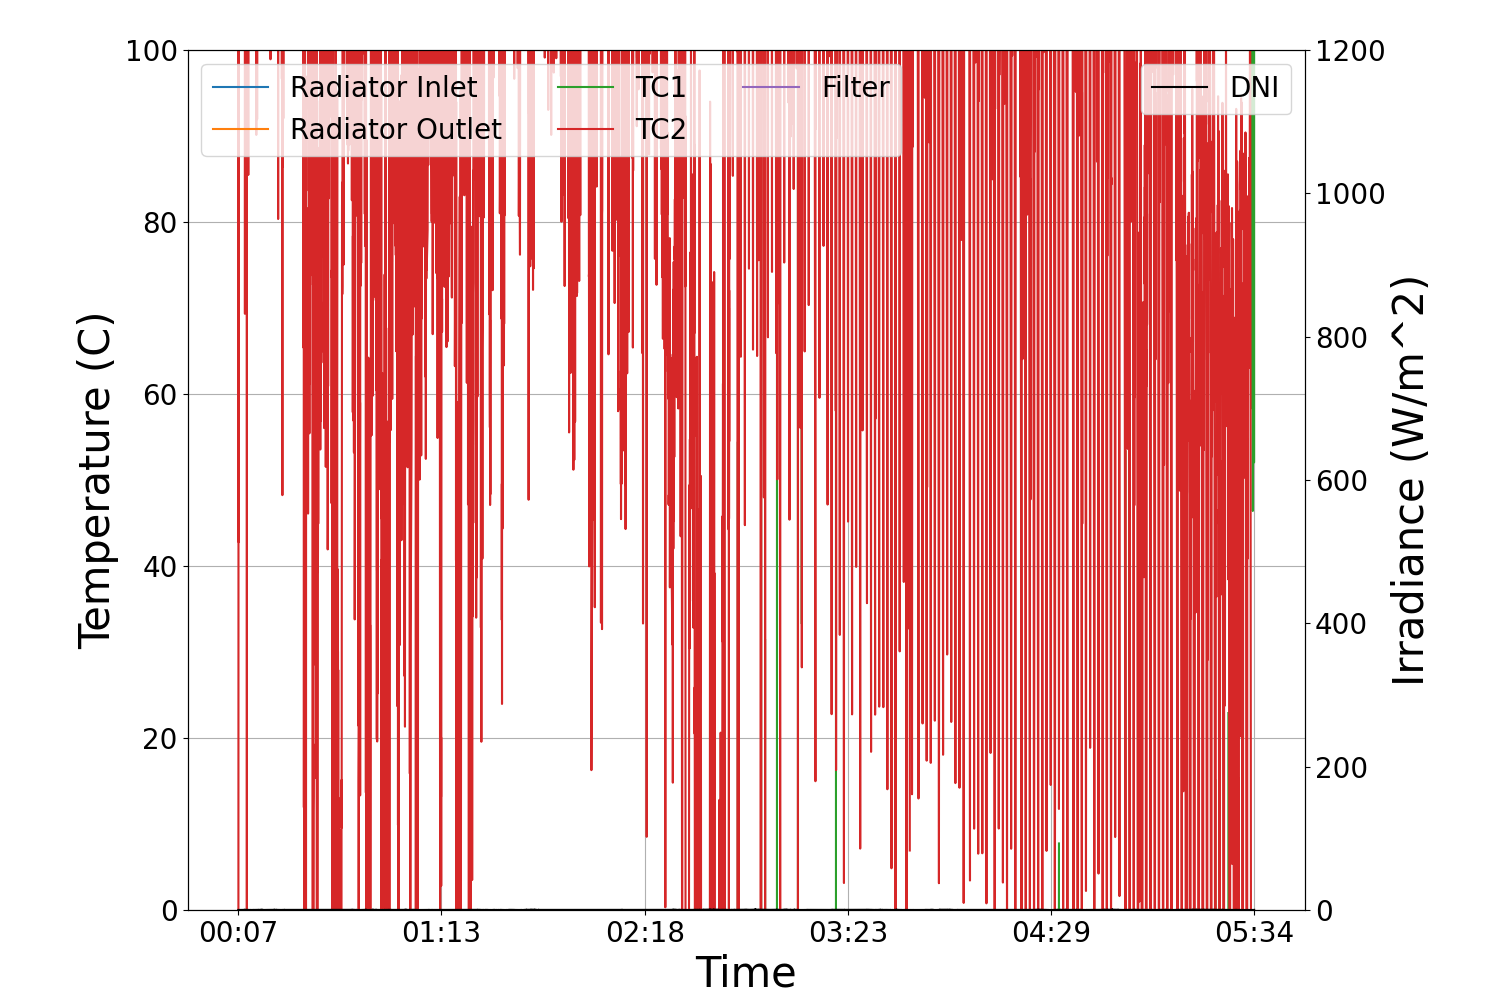 100
80
60
40
20
0
Temperature (C)
Radiator Inlet
Radiator Outlet
TC1
TC2
Filter
DNI
1200
1000
800
600
400
200
0
Irradiance (W/m^2)
00:07 01:13 02:18 03:23 04:29 05:34
Time